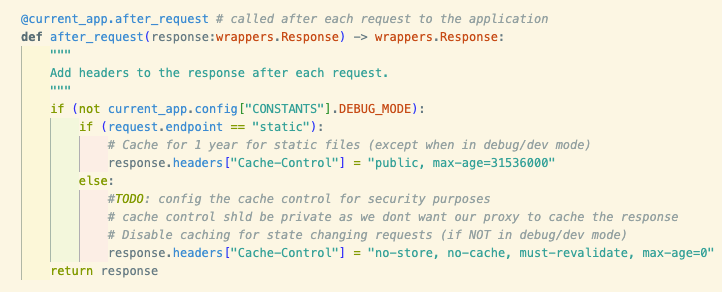 @current_app.after_request # called after each request to the application
def after_request(response:wrappers.Response) -> wrappers.Response:
    """
    Add headers to the response after each request.
    """
    if (not current_app.config["CONSTANTS"].DEBUG_MODE):
        if (request.endpoint == "static"):
            # Cache for 1 year for static files (except when in debug/dev mode)
            response.headers["Cache-Control"] = "public, max-age=31536000"
        else:
            #TODO: config the cache control for security purposes
            # cache control shld be private as we dont want our proxy to cache the response
            # Disable caching for state changing requests (if NOT in debug/dev mode)
            response.headers["Cache-Control"] = "no-store, no-cache, must-revalidate, max-age=0"
    return response